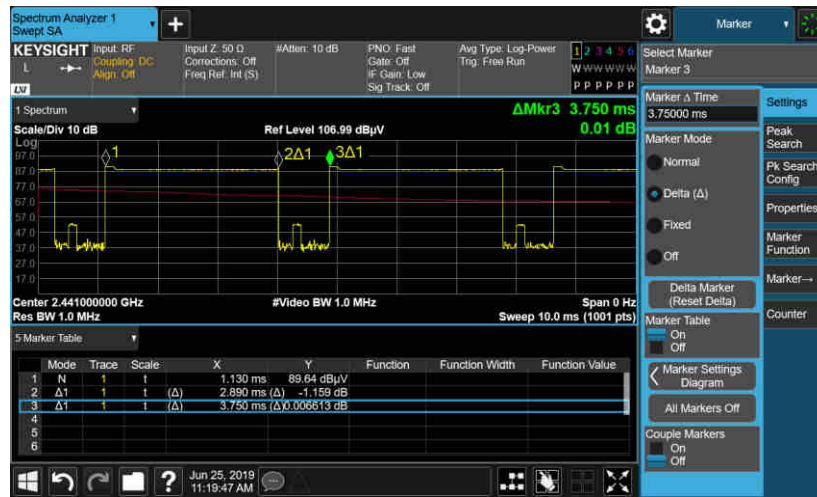 Spectrum Analyzer 1
Swept SA
+
Marker
KEYSIGHT
L
LXI
Input: RF
Coupling: DC
Align: Off
Input Z: 50 Ω
Corrections: Off
Freq Ref: Int (S)
#Atten: 10 dB
PNO: Fast
Gate: Off
IF Gain: Low
Sig Track: Off
Avg Type: Log-Power
Trig: Free Run
1 2 3 4 5 6
W W W W W W
P P P P P P
Select Marker
Marker 3
1 Spectrum
ΔMkr3 3.750 ms
0.01 dB
Scale/Div 10 dB
Ref Level 106.99 dBµV
Log
97.0
87.0
77.0
67.0
57.0
47.0
37.0
27.0
17.0
1
2Δ1
3Δ1
Center 2.441000000 GHz
Res BW 1.0 MHz
#Video BW 1.0 MHz
Span 0 Hz
Sweep 10.0 ms (1001 pts)
5 Marker Table
Mode Trace Scale X Y Function Function Width Function Value
1 N 1 t 1.130 ms 89.64 dBµV
2 Δ1 1 t (Δ) 2.890 ms (Δ) -1.159 dB
3 Δ1 1 t (Δ) 3.750 ms (Δ) 0.006613 dB
4
5
6
Marker Δ Time
3.75000 ms
Marker Mode
Normal
Delta (Δ)
Fixed
Off
Delta Marker
(Reset Delta)
Marker Table
On
Off
Marker Settings
Diagram
All Markers Off
Couple Markers
On
Off
Settings
Peak
Search
Pk Search
Config
Properties
Marker
Function
Marker→
Counter
?
Jun 25, 2019
11:19:47 AM